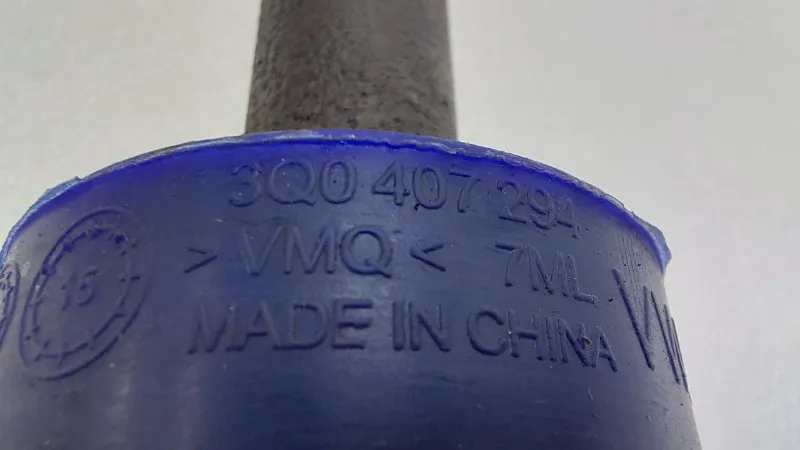 3Q0 407 294
>VMQ< 7ML
MADE IN CHINA
15